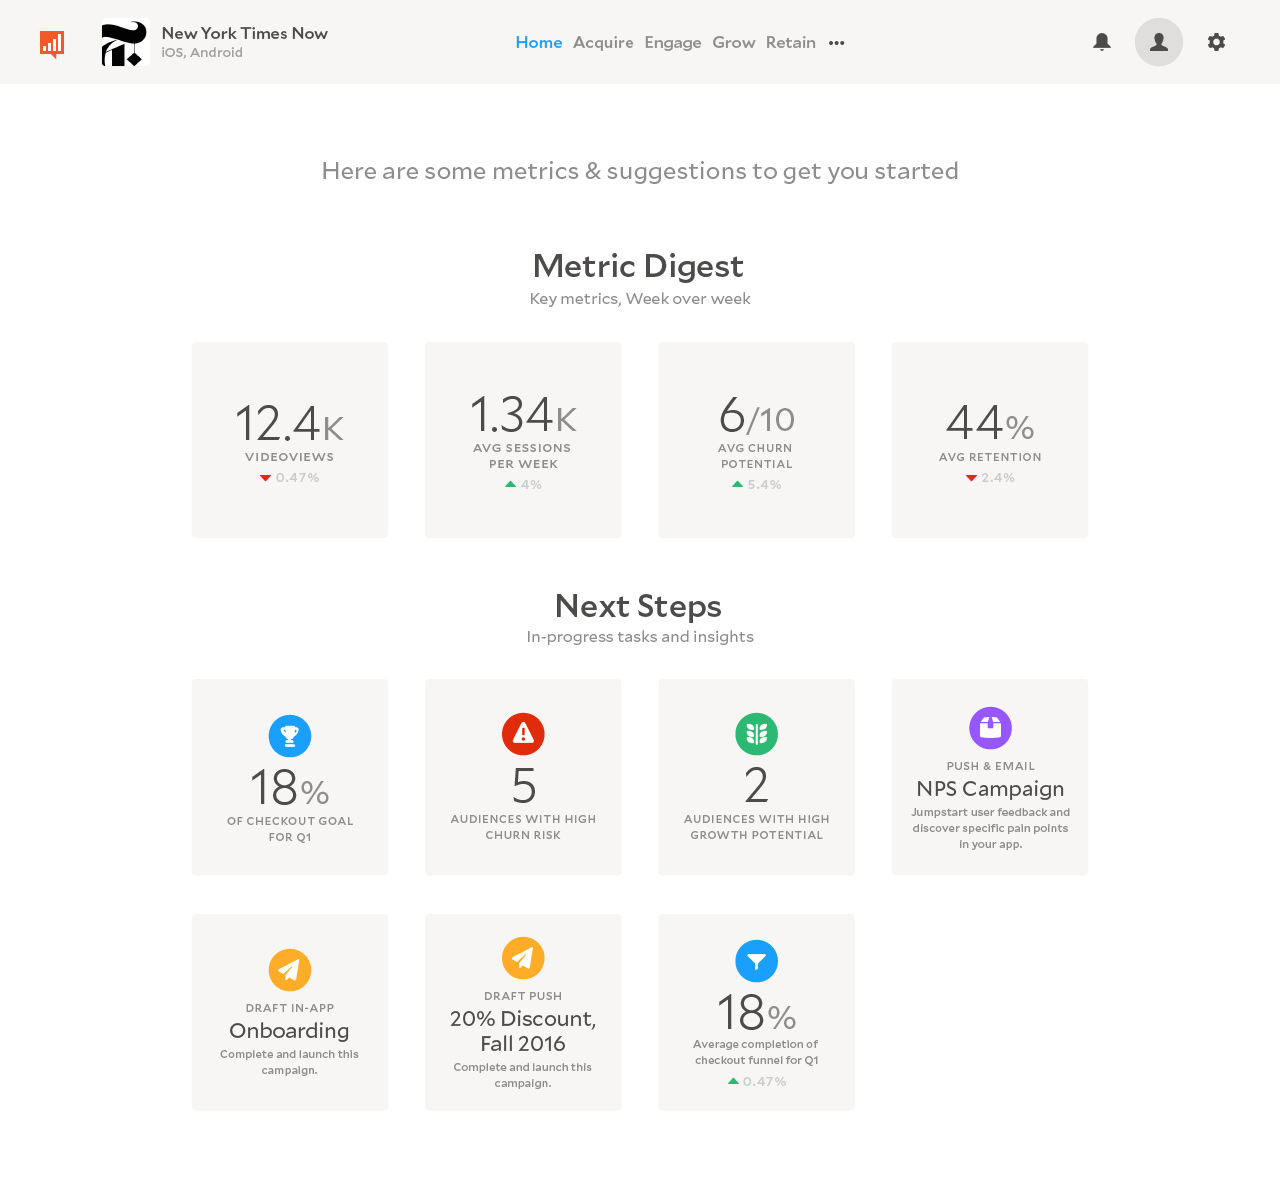 New York Times Now
iOS, Android
Home Acquire Engage Grow Retain
Here are some metrics & suggestions to get you started
Metric Digest
Key metrics, Week over week
12.4K
VIDEOVIEWS
0.47%
1.34K
AVG SESSIONS
PER WEEK
4%
6/10
AVG CHURN
POTENTIAL
5.4%
44%
AVG RETENTION
2.4%
Next Steps
In-progress tasks and insights
18%
OF CHECKOUT GOAL
FOR Q1
5
AUDIENCES WITH HIGH
CHURN RISK
2
AUDIENCES WITH HIGH
GROWTH POTENTIAL
PUSH & EMAIL
NPS Campaign
Jumpstart user feedback and
discover specific pain points
in your app.
DRAFT IN-APP
Onboarding
Complete and launch this
campaign.
DRAFT PUSH
20% Discount,
Fall 2016
Complete and launch this
campaign.
18%
Average completion of
checkout funnel for Q1
0.47%